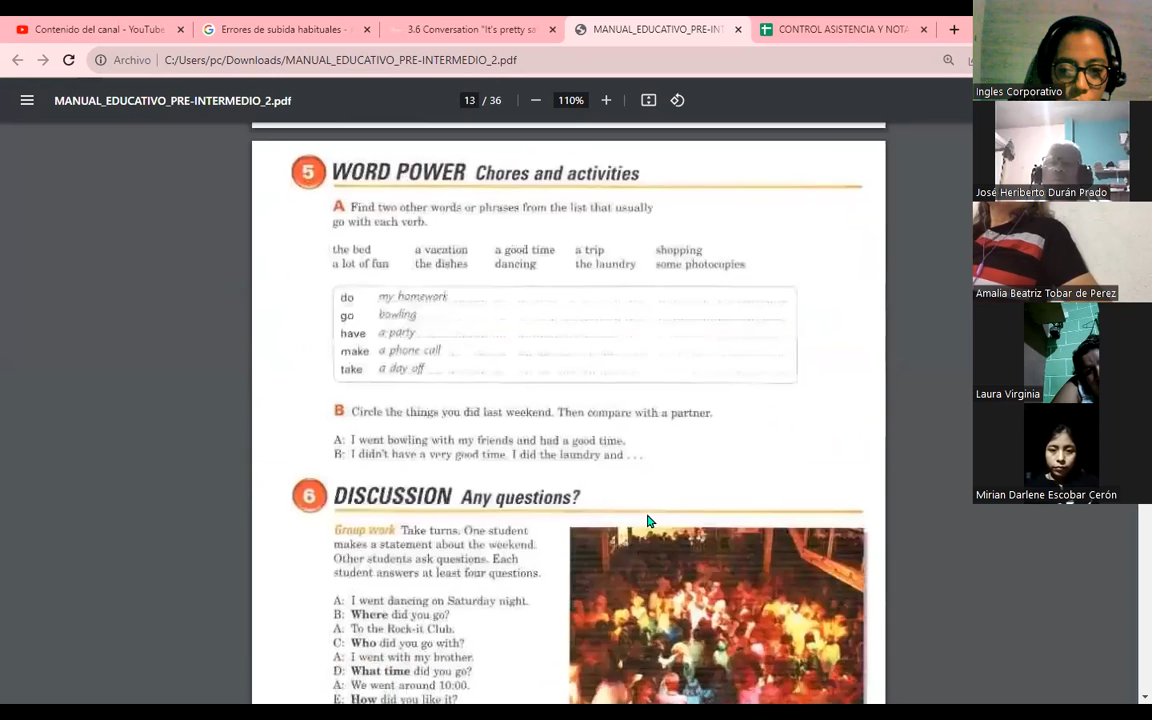 Contenido del canal - YouTube
Errores de subida habituales -
3.6 Conversation "It's pretty sa
MANUAL_EDUCATIVO_PRE-INT
CONTROL ASISTENCIA Y NOTA
Archivo
C:/Users/pc/Downloads/MANUAL_EDUCATIVO_PRE-INTERMEDIO_2.pdf
MANUAL_EDUCATIVO_PRE-INTERMEDIO_2.pdf
13 / 36
110%
5 WORD POWER Chores and activities
A Find two other words or phrases from the list that usually
go with each verb.
the bed a vacation a good time a trip shopping
a lot of fun the dishes dancing the laundry some photocopies
do my homework
go bowling
have a party
make a phone call
take a day off
B Circle the things you did last weekend. Then compare with a partner.
A: I went bowling with my friends and had a good time.
B: I didn't have a very good time. I did the laundry and . . .
6 DISCUSSION Any questions?
Group work Take turns. One student
makes a statement about the weekend.
Other students ask questions. Each
student answers at least four questions.
A: I went dancing on Saturday night.
B: Where did you go?
A: To the Rock-it Club.
C: Who did you go with?
A: I went with my brother.
D: What time did you go?
A: We went around 10:00.
E: How did you like it?
Ingles Corporativo
José Heriberto Durán Prado
Amalia Beatriz Tobar de Perez
Laura Virginia
Mirian Darlene Escobar Cerón